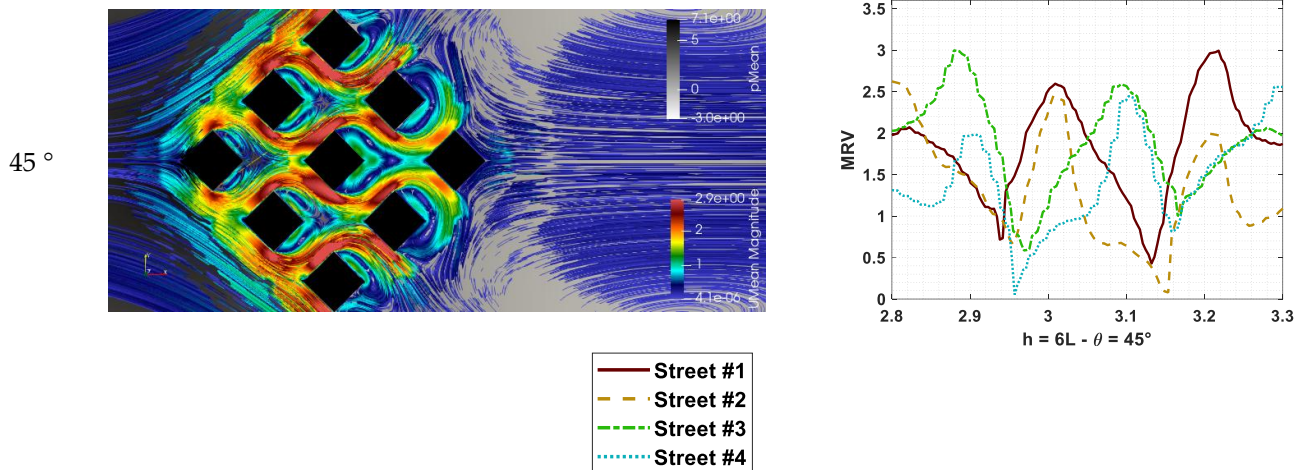 45 °
7.1e+00
5
0
-3.0e+00
pMean
2.9e+00
2
1
4.1e-06
UMean Magnitude
3.5
3
2.5
2
1.5
1
0.5
0
MRV
2.8 2.9 3 3.1 3.2 3.3
h = 6L - θ = 45°
Street #1
Street #2
Street #3
Street #4